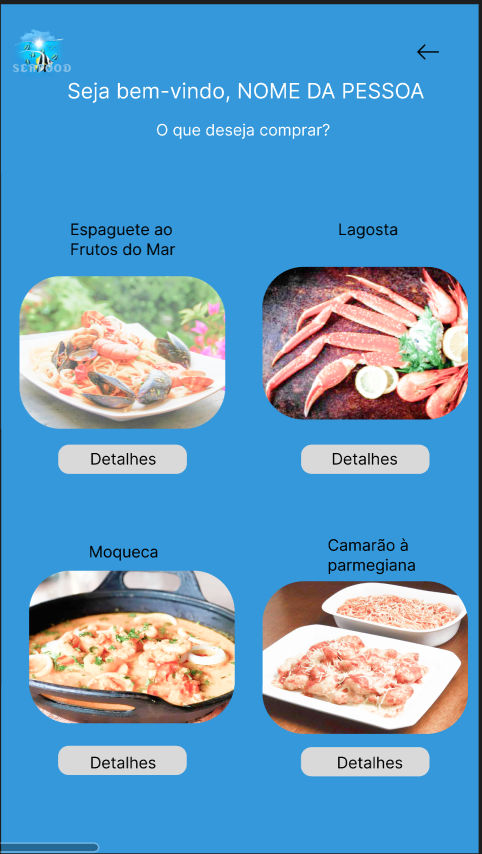 SEAFOOD
Seja bem-vindo, NOME DA PESSOA
O que deseja comprar?
Espaguete ao
Frutos do Mar
Lagosta
Detalhes
Detalhes
Moqueca
Camarão à
parmegiana
Detalhes
Detalhes